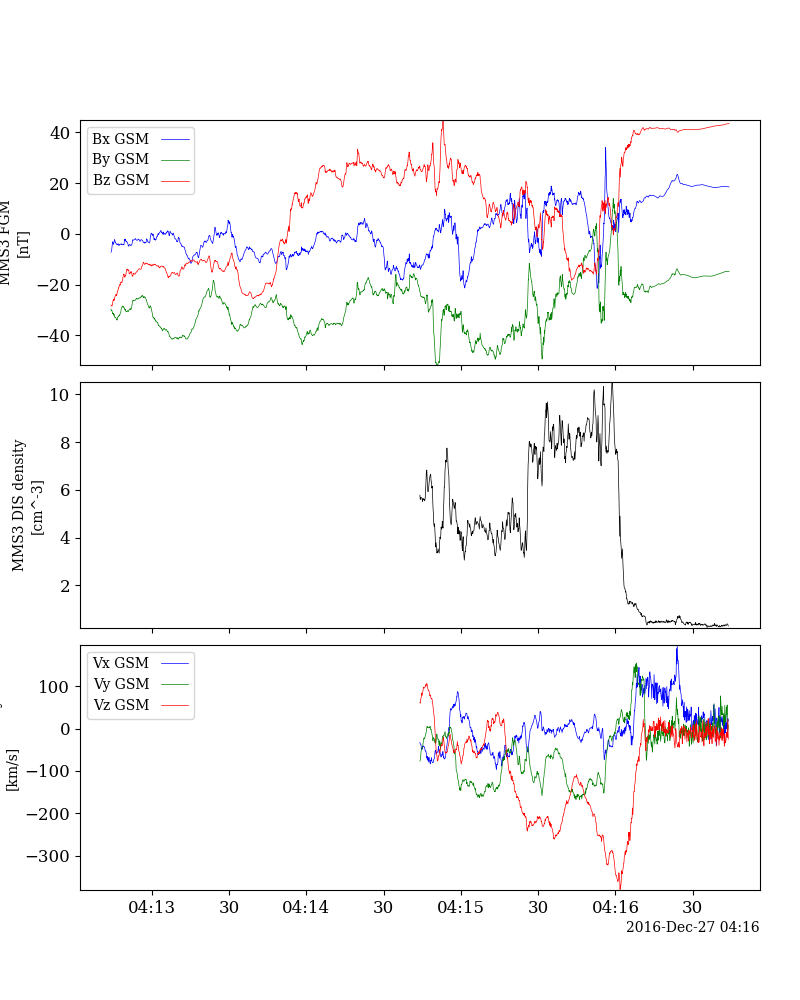 MMS3 FGM
[nT]
40
20
0
−20
−40
Bx GSM
By GSM
Bz GSM
MMS3 DIS density
[cm^-3]
10
8
6
4
2
[km/s]
100
0
−100
−200
−300
Vx GSM
Vy GSM
Vz GSM
04:13
30
04:14
30
04:15
30
04:16
30
2016-Dec-27 04:16